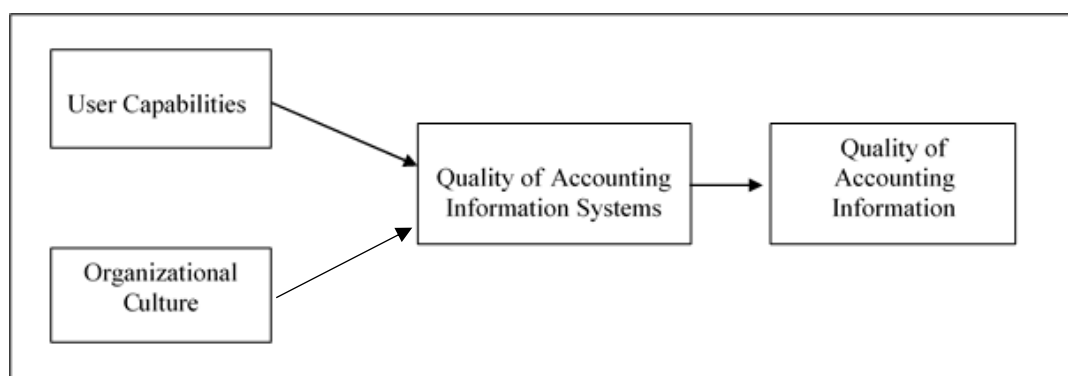 User Capabilities
Organizational
Culture
Quality of Accounting
Information Systems
Quality of
Accounting
Information